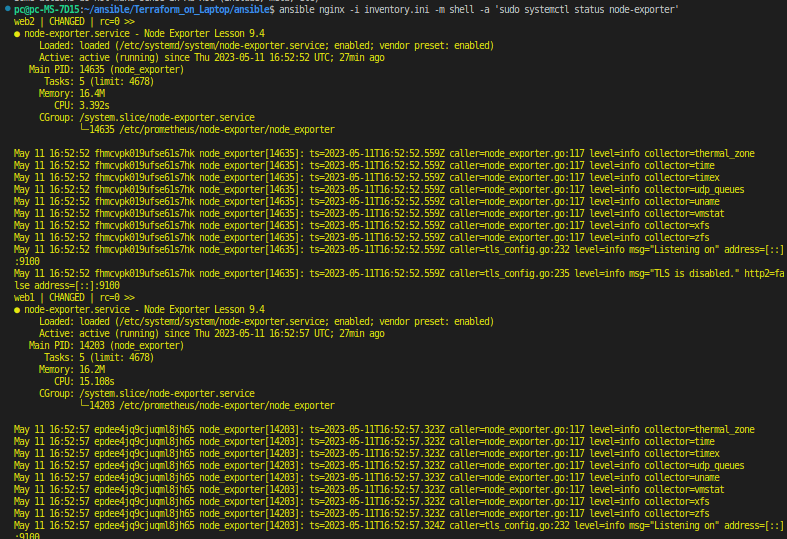 pc@pc-MS-7D15:~/ansible/Terraform_on_Laptop/ansible$ ansible nginx -i inventory.ini -m shell -a 'sudo systemctl status node-exporter'
web2 | CHANGED | rc=0 >>
● node-exporter.service - Node Exporter Lesson 9.4
Loaded: loaded (/etc/systemd/system/node-exporter.service; enabled; vendor preset: enabled)
Active: active (running) since Thu 2023-05-11 16:52:52 UTC; 27min ago
Main PID: 14635 (node_exporter)
Tasks: 5 (limit: 4678)
Memory: 16.4M
CPU: 3.392s
CGroup: /system.slice/node-exporter.service
└─14635 /etc/prometheus/node-exporter/node_exporter
May 11 16:52:52 fhmcvpk019ufse61s7hk node_exporter[14635]: ts=2023-05-11T16:52:52.559Z caller=node_exporter.go:117 level=info collector=thermal_zone
May 11 16:52:52 fhmcvpk019ufse61s7hk node_exporter[14635]: ts=2023-05-11T16:52:52.559Z caller=node_exporter.go:117 level=info collector=time
May 11 16:52:52 fhmcvpk019ufse61s7hk node_exporter[14635]: ts=2023-05-11T16:52:52.559Z caller=node_exporter.go:117 level=info collector=timex
May 11 16:52:52 fhmcvpk019ufse61s7hk node_exporter[14635]: ts=2023-05-11T16:52:52.559Z caller=node_exporter.go:117 level=info collector=udp_queues
May 11 16:52:52 fhmcvpk019ufse61s7hk node_exporter[14635]: ts=2023-05-11T16:52:52.559Z caller=node_exporter.go:117 level=info collector=uname
May 11 16:52:52 fhmcvpk019ufse61s7hk node_exporter[14635]: ts=2023-05-11T16:52:52.559Z caller=node_exporter.go:117 level=info collector=vmstat
May 11 16:52:52 fhmcvpk019ufse61s7hk node_exporter[14635]: ts=2023-05-11T16:52:52.559Z caller=node_exporter.go:117 level=info collector=xfs
May 11 16:52:52 fhmcvpk019ufse61s7hk node_exporter[14635]: ts=2023-05-11T16:52:52.559Z caller=node_exporter.go:117 level=info collector=zfs
May 11 16:52:52 fhmcvpk019ufse61s7hk node_exporter[14635]: ts=2023-05-11T16:52:52.559Z caller=tls_config.go:232 level=info msg="Listening on" address=[::]
:9100
May 11 16:52:52 fhmcvpk019ufse61s7hk node_exporter[14635]: ts=2023-05-11T16:52:52.559Z caller=tls_config.go:235 level=info msg="TLS is disabled." http2=fa
lse address=[::]:9100
web1 | CHANGED | rc=0 >>
● node-exporter.service - Node Exporter Lesson 9.4
Loaded: loaded (/etc/systemd/system/node-exporter.service; enabled; vendor preset: enabled)
Active: active (running) since Thu 2023-05-11 16:52:57 UTC; 27min ago
Main PID: 14203 (node_exporter)
Tasks: 5 (limit: 4678)
Memory: 16.2M
CPU: 15.108s
CGroup: /system.slice/node-exporter.service
└─14203 /etc/prometheus/node-exporter/node_exporter
May 11 16:52:57 epdee4jq9cjuqml8jh65 node_exporter[14203]: ts=2023-05-11T16:52:57.323Z caller=node_exporter.go:117 level=info collector=thermal_zone
May 11 16:52:57 epdee4jq9cjuqml8jh65 node_exporter[14203]: ts=2023-05-11T16:52:57.323Z caller=node_exporter.go:117 level=info collector=time
May 11 16:52:57 epdee4jq9cjuqml8jh65 node_exporter[14203]: ts=2023-05-11T16:52:57.323Z caller=node_exporter.go:117 level=info collector=timex
May 11 16:52:57 epdee4jq9cjuqml8jh65 node_exporter[14203]: ts=2023-05-11T16:52:57.323Z caller=node_exporter.go:117 level=info collector=udp_queues
May 11 16:52:57 epdee4jq9cjuqml8jh65 node_exporter[14203]: ts=2023-05-11T16:52:57.323Z caller=node_exporter.go:117 level=info collector=uname
May 11 16:52:57 epdee4jq9cjuqml8jh65 node_exporter[14203]: ts=2023-05-11T16:52:57.323Z caller=node_exporter.go:117 level=info collector=vmstat
May 11 16:52:57 epdee4jq9cjuqml8jh65 node_exporter[14203]: ts=2023-05-11T16:52:57.323Z caller=node_exporter.go:117 level=info collector=xfs
May 11 16:52:57 epdee4jq9cjuqml8jh65 node_exporter[14203]: ts=2023-05-11T16:52:57.323Z caller=node_exporter.go:117 level=info collector=zfs
May 11 16:52:57 epdee4jq9cjuqml8jh65 node_exporter[14203]: ts=2023-05-11T16:52:57.324Z caller=tls_config.go:232 level=info msg="Listening on" address=[::]
:9100